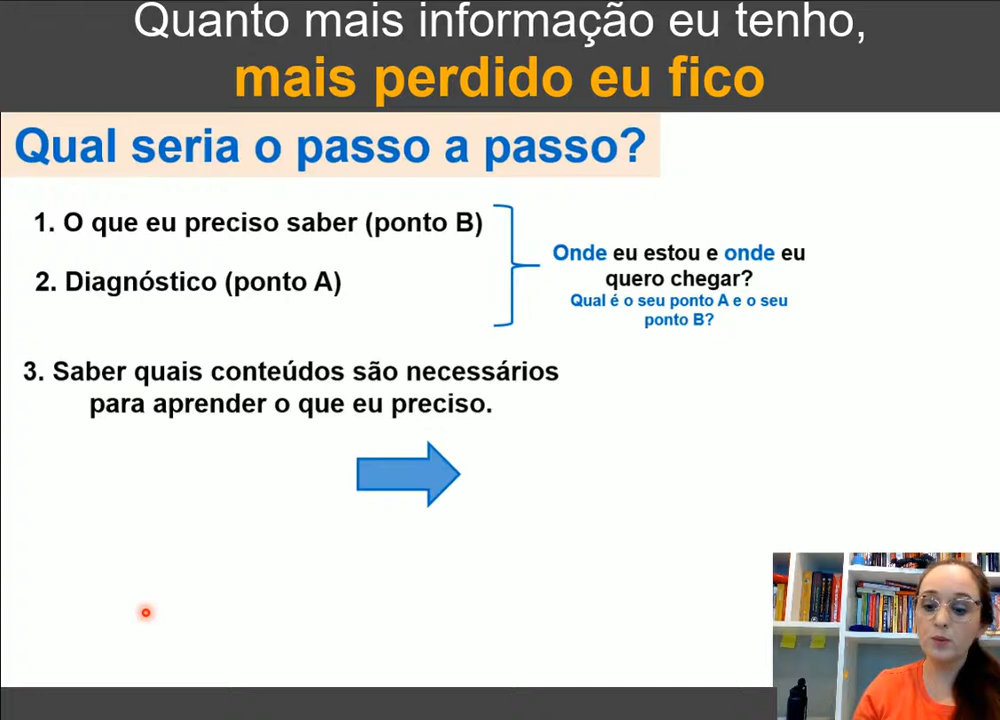 Quanto mais informação eu tenho,
mais perdido eu fico
Qual seria o passo a passo?
1. O que eu preciso saber (ponto B)
2. Diagnóstico (ponto A)
Onde eu estou e onde eu
quero chegar?
Qual é o seu ponto A e o seu
ponto B?
3. Saber quais conteúdos são necessários
para aprender o que eu preciso.